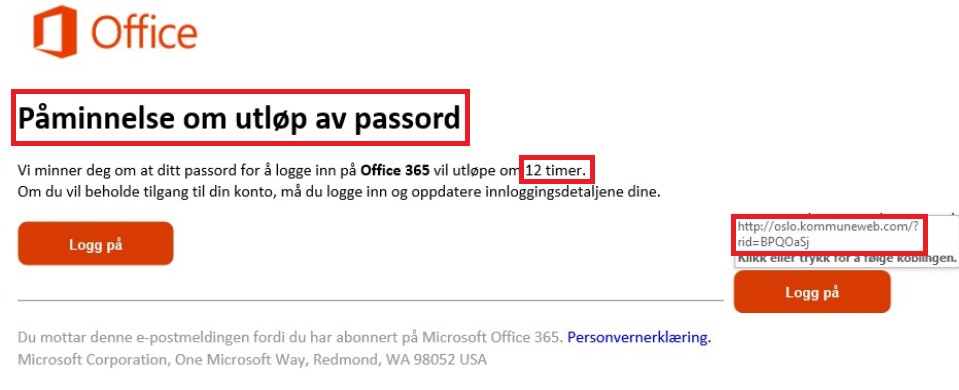 Office
Påminnelse om utløp av passord
Vi minner deg om at ditt passord for å logge inn på Office 365 vil utløpe om 12 timer.
Om du vil beholde tilgang til din konto, må du logge inn og oppdatere innloggingsdetaljene dine.
Logg på
http://oslo.kommuneweb.com/?
rid=BPQOaSj
Klikk eller trykk for å følge koblingen.
Logg på
Du mottar denne e-postmeldingen fordi du har abonnert på Microsoft Office 365. Personvernerklæring.
Microsoft Corporation, One Microsoft Way, Redmond, WA 98052 USA